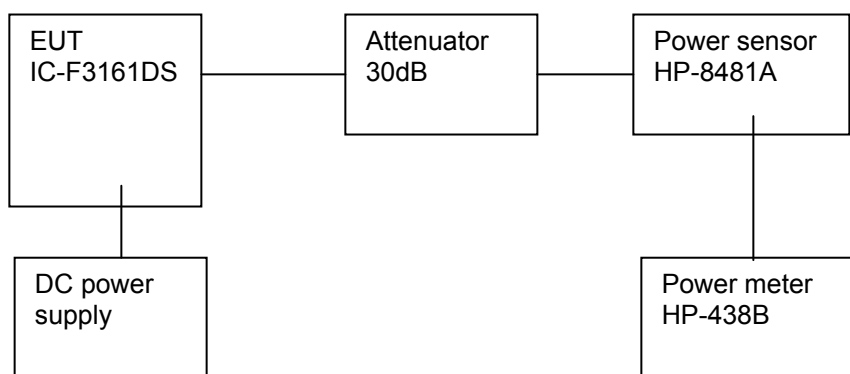 EUT
IC-F3161DS
Attenuator
30dB
Power sensor
HP-8481A
DC power
supply
Power meter
HP-438B